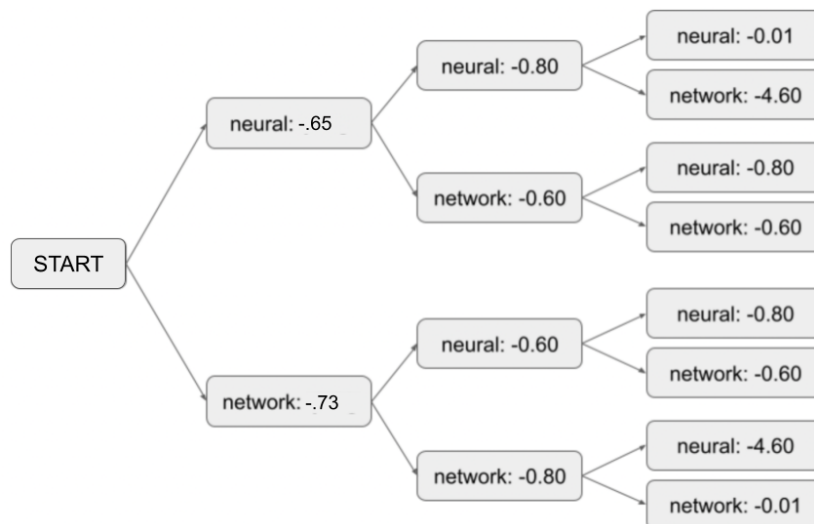 neural: -0.01
neural: -0.80
network: -4.60
neural: -.65
neural: -0.80
network: -0.60
network: -0.60
START
neural: -0.80
neural: -0.60
network: -0.60
network: -.73
neural: -4.60
network: -0.80
network: -0.01